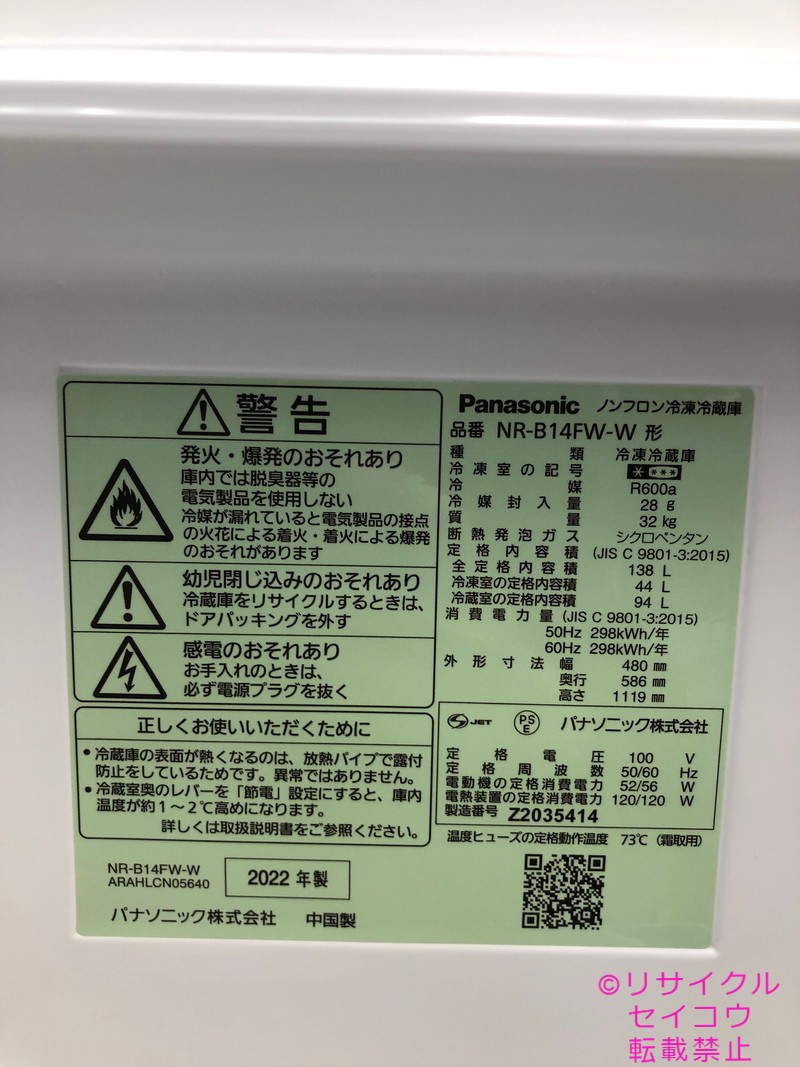 警告
発火・爆発のおそれあり
庫内では脱臭器等の
電気製品を使用しない
冷媒が漏れていると電気製品の接点
の火花による着火・着火による爆発
のおそれがあります
幼児閉じ込みのおそれあり
冷蔵庫をリサイクルするときは、
ドアパッキングを外す
感電のおそれあり
お手入れのときは、
必ず電源プラグを抜く
正しくお使いいただくために
・冷蔵庫の表面が熱くなるのは、放熱パイプで露付
防止をしているためです。異常ではありません。
・冷蔵室奥のレバーを「節電」設定にすると、庫内
温度が約1～2℃高めになります。
詳しくは取扱説明書をご参照ください。
NR-B14FW-W
ARAHLCN05640
2022 年製
パナソニック株式会社 中国製
Panasonic ノンフロン冷凍冷蔵庫
品番 NR-B14FW-W 形
種類 冷凍冷蔵庫
冷凍室の記号 ＊ ***
冷媒 R600a
冷媒封入量 28 g
質量 32 kg
断熱発泡ガス シクロペンタン
定格内容積 (JIS C 9801-3:2015)
全定格内容積 138 L
冷凍室の定格内容積 44 L
冷蔵室の定格内容積 94 L
消費電力量 (JIS C 9801-3:2015)
50Hz 298kWh/年
60Hz 298kWh/年
外形寸法 幅 480 mm
奥行 586 mm
高さ 1119 mm
JET PS E パナソニック株式会社
定格電圧 100 V
定格周波数 50/60 Hz
電動機の定格消費電力 52/56 W
電熱装置の定格消費電力 120/120 W
製造番号 Z2035414
温度ヒューズの定格動作温度 73℃ (霜取用)
©リサイクル
セイコウ
転載禁止